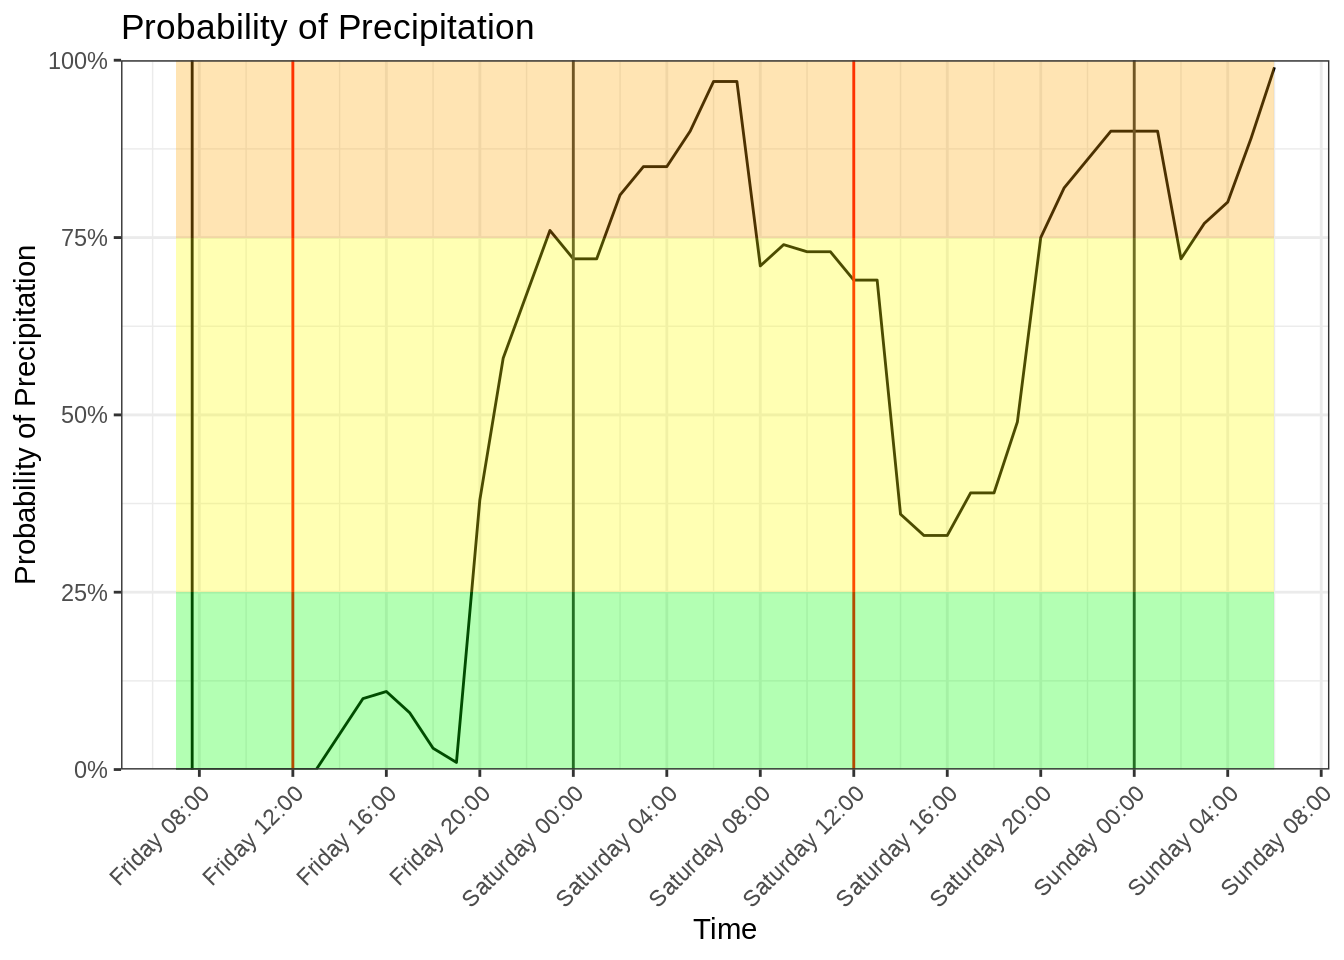 Probability of Precipitation
Probability of Precipitation
100%
75%
50%
25%
0%
Friday 08:00
Friday 12:00
Friday 16:00
Friday 20:00
Saturday 00:00
Saturday 04:00
Saturday 08:00
Saturday 12:00
Saturday 16:00
Saturday 20:00
Sunday 00:00
Sunday 04:00
Sunday 08:00
Time